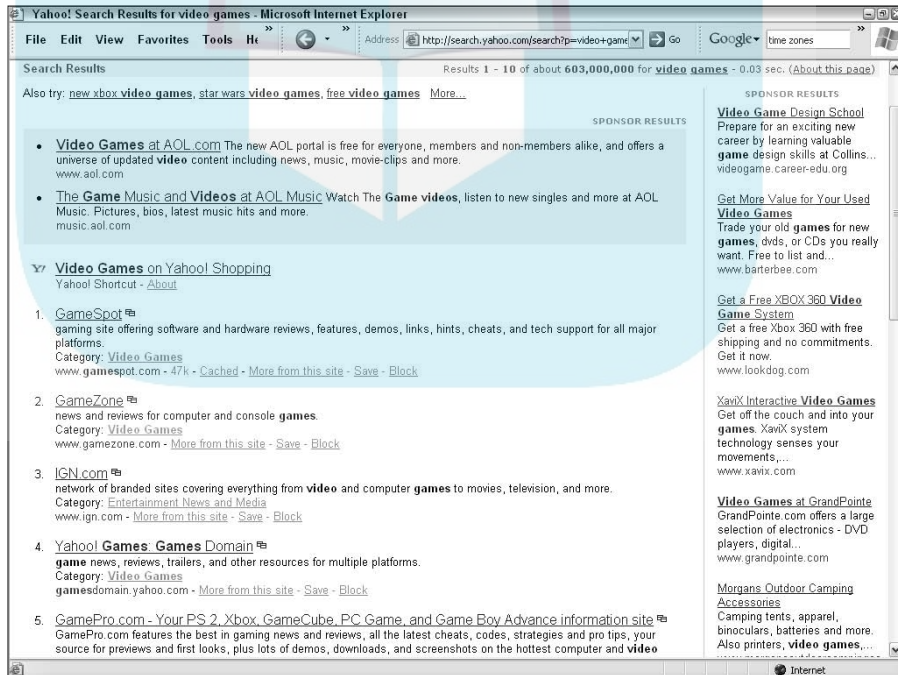 Yahoo! Search Results for video games - Microsoft Internet Explorer
File Edit View Favorites Tools He » » Address http://search.yahoo.com/search?p=video+game Go Google time zones »
Search Results
Results 1 - 10 of about 603,000,000 for video games - 0.03 sec. (About this page)
Also try: new xbox video games, star wars video games, free video games More...
SPONSOR RESULTS
• Video Games at AOL.com The new AOL portal is free for everyone, members and non-members alike, and offers a
universe of updated video content including news, music, movie-clips and more.
www.aol.com
• The Game Music and Videos at AOL Music Watch The Game videos, listen to new singles and more at AOL
Music. Pictures, bios, latest music hits and more.
music.aol.com
Y! Video Games on Yahoo! Shopping
Yahoo! Shortcut - About
1. GameSpot
gaming site offering software and hardware reviews, features, demos, links, hints, cheats, and tech support for all major
platforms.
Category: Video Games
www.gamespot.com - 47k - Cached - More from this site - Save - Block
2. GameZone
news and reviews for computer and console games.
Category: Video Games
www.gamezone.com - More from this site - Save - Block
3. IGN.com
network of branded sites covering everything from video and computer games to movies, television, and more.
Category: Entertainment News and Media
www.ign.com - More from this site - Save - Block
4. Yahoo! Games: Games Domain
game news, reviews, trailers, and other resources for multiple platforms.
Category: Video Games
gamesdomain.yahoo.com - More from this site - Save - Block
5. GamePro.com - Your PS 2, Xbox, GameCube, PC Game, and Game Boy Advance information site
GamePro.com features the best in gaming news and reviews, all the latest cheats, codes, strategies and pro tips, your
source for previews and first looks, plus lots of demos, downloads, and screenshots on the hottest computer and video
SPONSOR RESULTS
Video Game Design School
Prepare for an exciting new
career by learning valuable
game design skills at Collins...
videogame.career-edu.org
Get More Value for Your Used
Video Games
Trade your old games for new
games, dvds, or CDs you really
want. Free to list and...
www.barterbee.com
Get a Free XBOX 360 Video
Game System
Get a free Xbox 360 with free
shipping and no commitments.
Get it now.
www.lookdog.com
XaviX Interactive Video Games
Get off the couch and into your
games. XaviX system
technology senses your
movements,...
www.xavix.com
Video Games at GrandPointe
GrandPointe.com offers a large
selection of electronics - DVD
players, digital...
www.grandpointe.com
Morgans Outdoor Camping
Accessories
Camping tents, apparel,
binoculars, batteries and more.
Also printers, video games,...
Internet